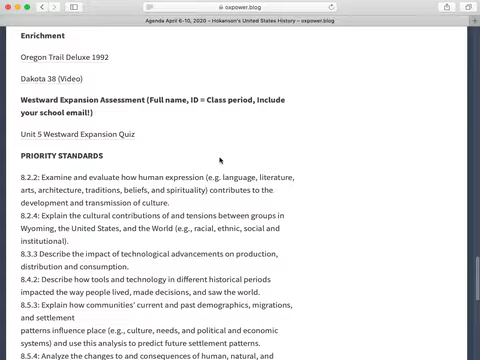 oxpower.blog
Agenda April 6-10, 2020 – Hokanson's United States History – oxpower.blog
Enrichment
Oregon Trail Deluxe 1992
Dakota 38 (Video)
Westward Expansion Assessment (Full name, ID = Class period, Include
your school email!)
Unit 5 Westward Expansion Quiz
PRIORITY STANDARDS
8.2.2: Examine and evaluate how human expression (e.g. language, literature,
arts, architecture, traditions, beliefs, and spirituality) contributes to the
development and transmission of culture.
8.2.4: Explain the cultural contributions of and tensions between groups in
Wyoming, the United States, and the World (e.g., racial, ethnic, social and
institutional).
8.3.3 Describe the impact of technological advancements on production,
distribution and consumption.
8.4.2: Describe how tools and technology in different historical periods
impacted the way people lived, made decisions, and saw the world.
8.5.3: Explain how communities' current and past demographics, migrations,
and settlement
patterns influence place (e.g., culture, needs, and political and economic
systems) and use this analysis to predict future settlement patterns.
8.5.4: Analyze the changes to and consequences of human, natural, and